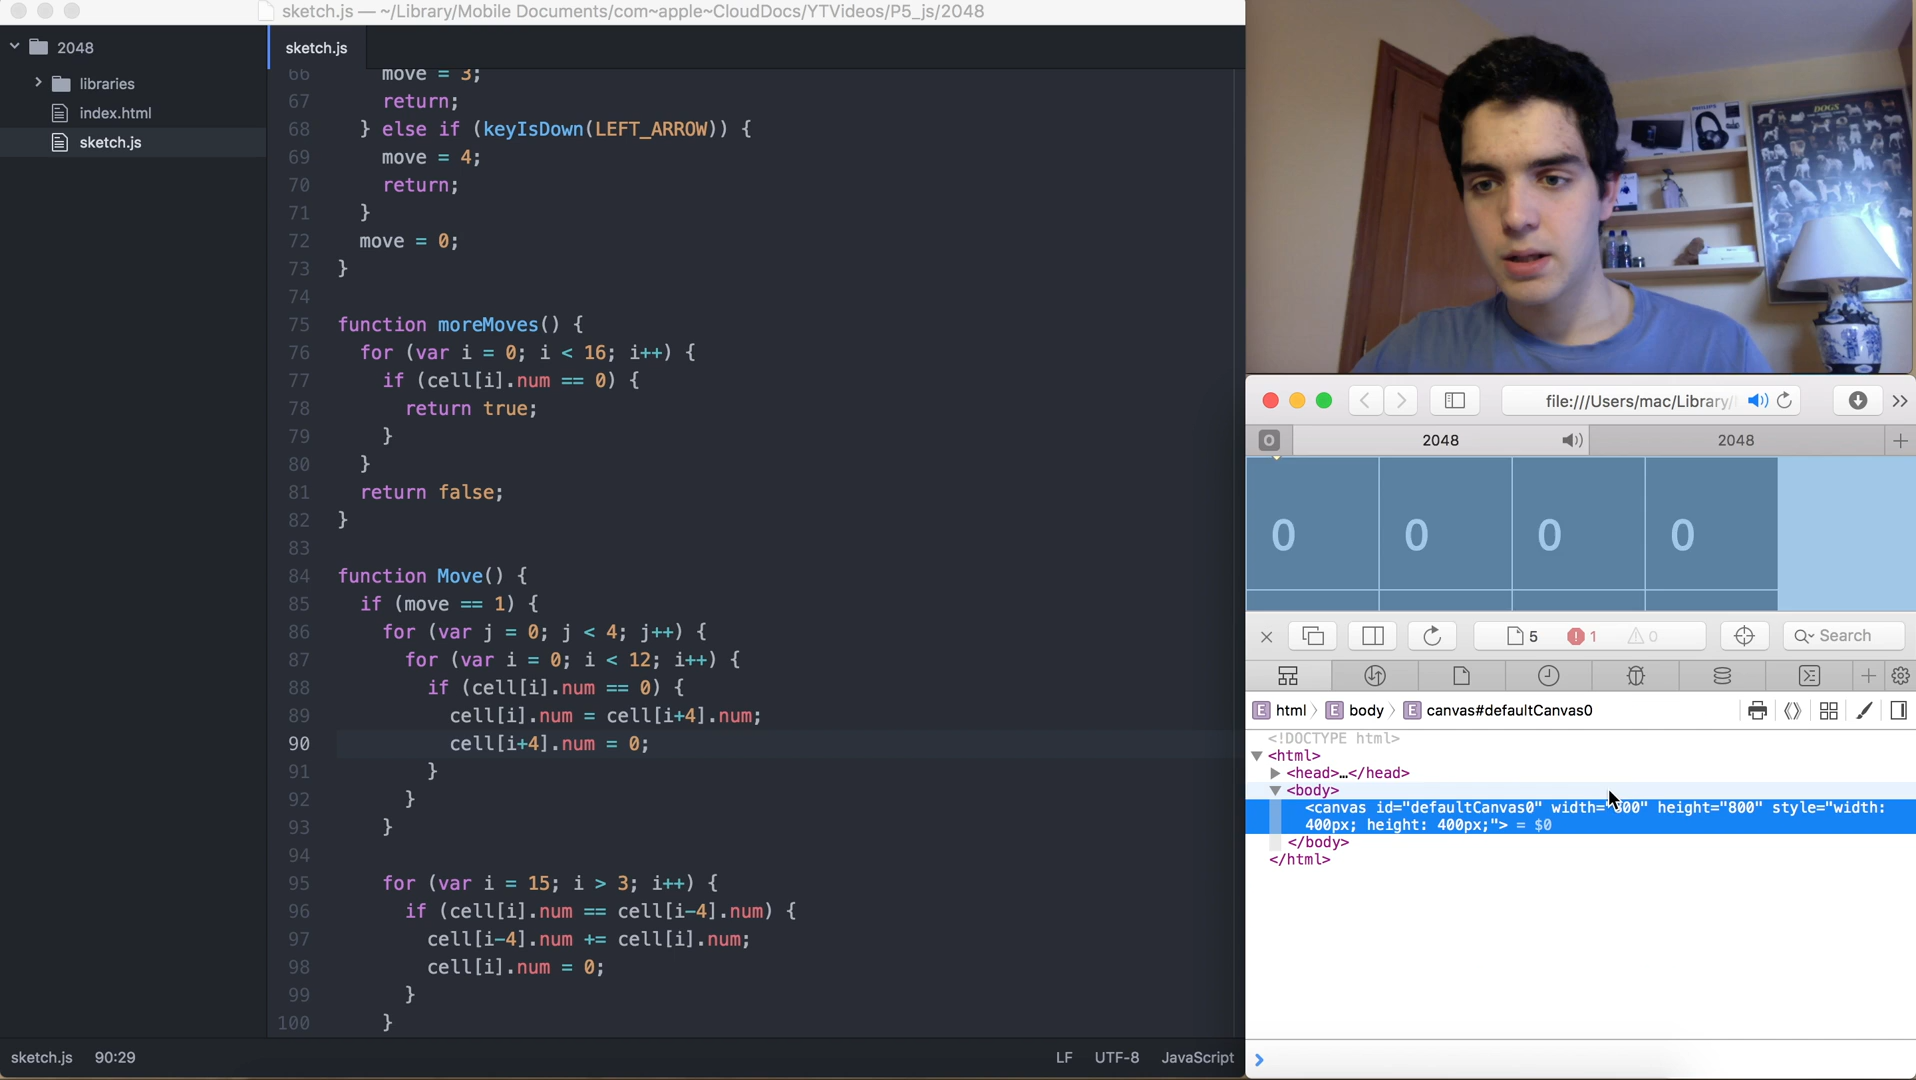 sketch.js — ~/Library/Mobile Documents/com~apple~CloudDocs/YTVideos/P5_js/2048
2048
libraries
index.html
sketch.js
sketch.js
66 move = 3;
67 return;
68 } else if (keyIsDown(LEFT_ARROW)) {
69 move = 4;
70 return;
71 }
72 move = 0;
73 }
74
75 function moreMoves() {
76 for (var i = 0; i < 16; i++) {
77 if (cell[i].num == 0) {
78 return true;
79 }
80 }
81 return false;
82 }
83
84 function Move() {
85 if (move == 1) {
86 for (var j = 0; j < 4; j++) {
87 for (var i = 0; i < 12; i++) {
88 if (cell[i].num == 0) {
89 cell[i].num = cell[i+4].num;
90 cell[i+4].num = 0;
91 }
92 }
93 }
94
95 for (var i = 15; i > 3; i++) {
96 if (cell[i].num == cell[i-4].num) {
97 cell[i-4].num += cell[i].num;
98 cell[i].num = 0;
99 }
100 }
sketch.js 90:29
LF UTF-8 JavaScript
DOGS
PHILIPS
file:///Users/mac/Library/
O 2048 2048
0 0 0 0
5 1 0 Search
E html E body E canvas#defaultCanvas0
<!DOCTYPE html>
<html>
<head>…</head>
<body>
<canvas id="defaultCanvas0" width="800" height="800" style="width:
400px; height: 400px;"> = $0
</body>
</html>